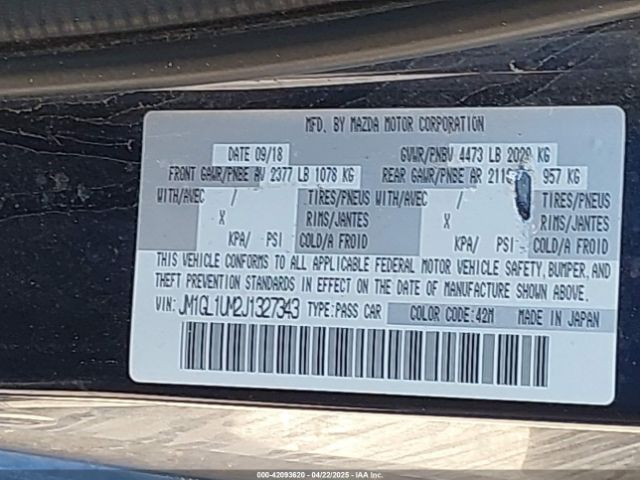 MFD. BY MAZDA MOTOR CORPORATION
DATE 09/18 GVWR/PNBV 4473 LB 2029 KG
FRONT GAWR/PNBE AV 2377 LB 1078 KG REAR GAWR/PNBE AR 957 KG
WITH/AVEC / TIRES/PNEUS WITH/AVEC / TIRES/PNEUS
X RIMS/JANTES X RIMS/JANTES
KPA/ PSI COLD/A FROID KPA/ PSI COLD/A FROID
THIS VEHICLE CONFORMS TO ALL APPLICABLE FEDERAL MOTOR VEHICLE SAFETY, BUMPER, AND
THEFT PREVENTION STANDARDS IN EFFECT ON THE DATE OF MANUFACTURE SHOWN ABOVE.
VIN: JM1GL1UM2J1327343 TYPE:PASS CAR COLOR CODE:42M MADE IN JAPAN
000-42093620 - 04/22/2025 - IAAI.COM